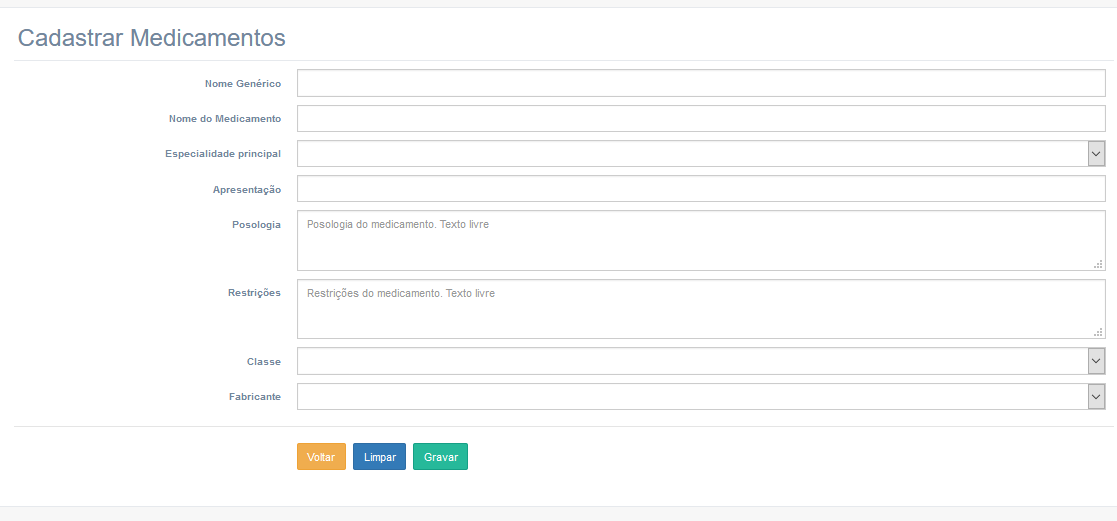 Cadastrar Medicamentos
Nome Genérico
Nome do Medicamento
Especialidade principal
Apresentação
Posologia
Posologia do medicamento. Texto livre
Restrições
Restrições do medicamento. Texto livre
Classe
Fabricante
Voltar Limpar Gravar